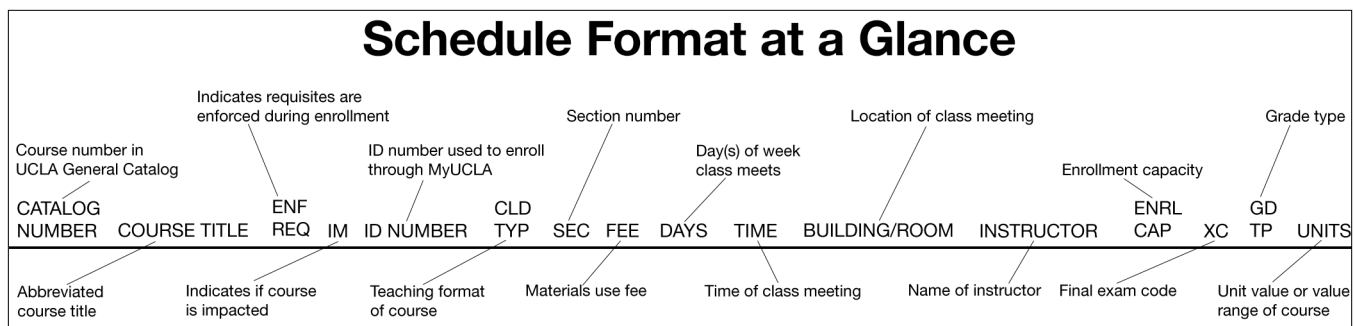 Schedule Format at a Glance
Indicates requisites are
enforced during enrollment
Section number
Location of class meeting
Grade type
Course number in
UCLA General Catalog
ID number used to enroll
through MyUCLA
Day(s) of week
class meets
Enrollment capacity
CATALOG
NUMBER
COURSE TITLE
ENF
REQ
IM
ID NUMBER
CLD
TYP
SEC
FEE
DAYS
TIME
BUILDING/ROOM
INSTRUCTOR
ENRL
CAP
XC
GD
TP
UNITS
Abbreviated
course title
Indicates if course
is impacted
Teaching format
of course
Materials use fee
Time of class meeting
Name of instructor
Final exam code
Unit value or value
range of course